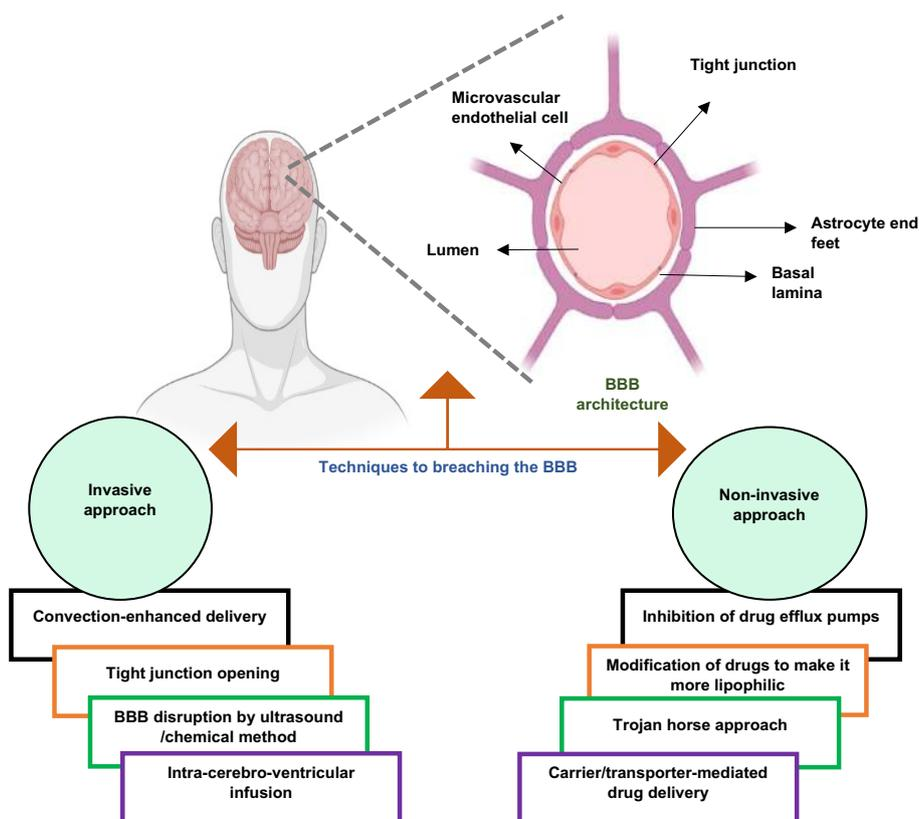 Tight junction
Microvascular
endothelial cell
Astrocyte end
feet
Lumen
Basal
lamina
BBB
architecture
Techniques to breaching the BBB
Invasive
approach
Convection-enhanced delivery
Tight junction opening
BBB disruption by ultrasound
/chemical method
Intra-cerebro-ventricular
infusion
Non-invasive
approach
Inhibition of drug efflux pumps
Modification of drugs to make it
more lipophilic
Trojan horse approach
Carrier/transporter-mediated
drug delivery